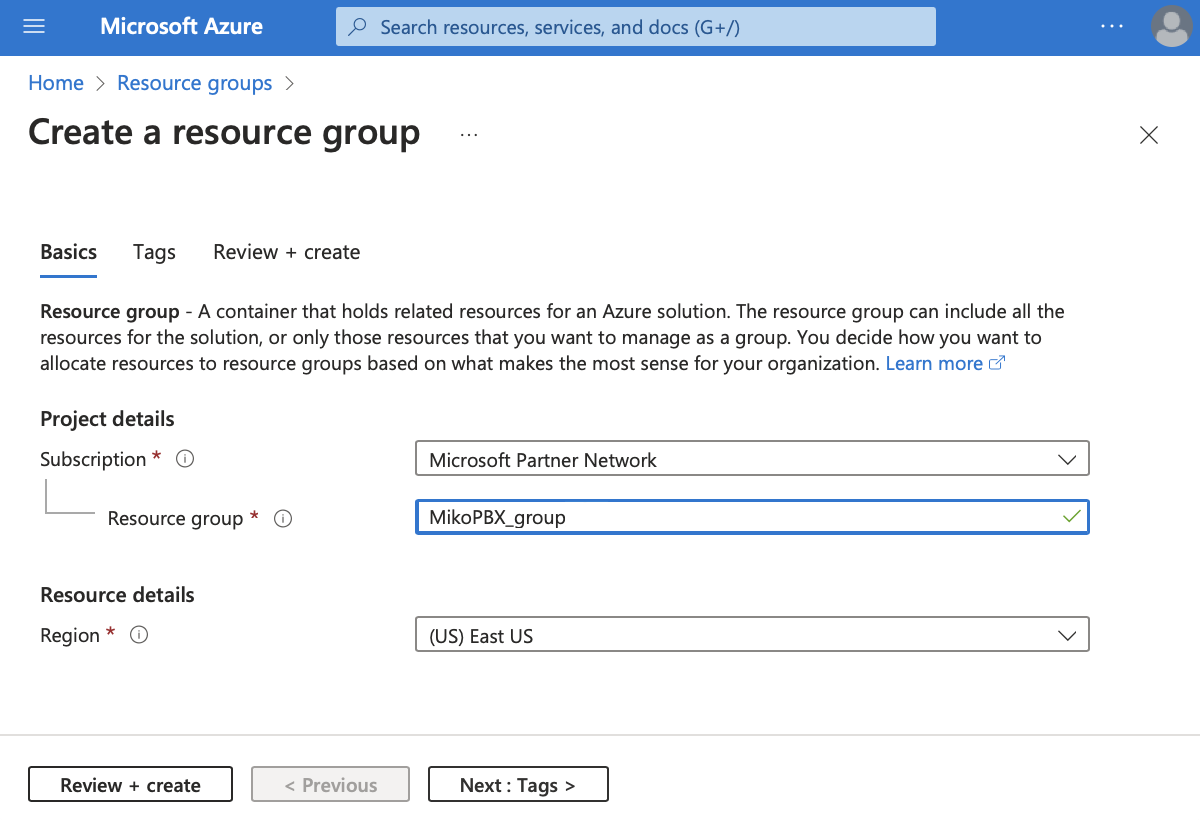 Microsoft Azure
Search resources, services, and docs (G+/)
Home > Resource groups >
Create a resource group ...
Basics Tags Review + create
Resource group - A container that holds related resources for an Azure solution. The resource group can include all the
resources for the solution, or only those resources that you want to manage as a group. You decide how you want to
allocate resources to resource groups based on what makes the most sense for your organization. Learn more
Project details
Subscription * Microsoft Partner Network
Resource group * MikoPBX_group
Resource details
Region * (US) East US
Review + create
< Previous
Next : Tags >